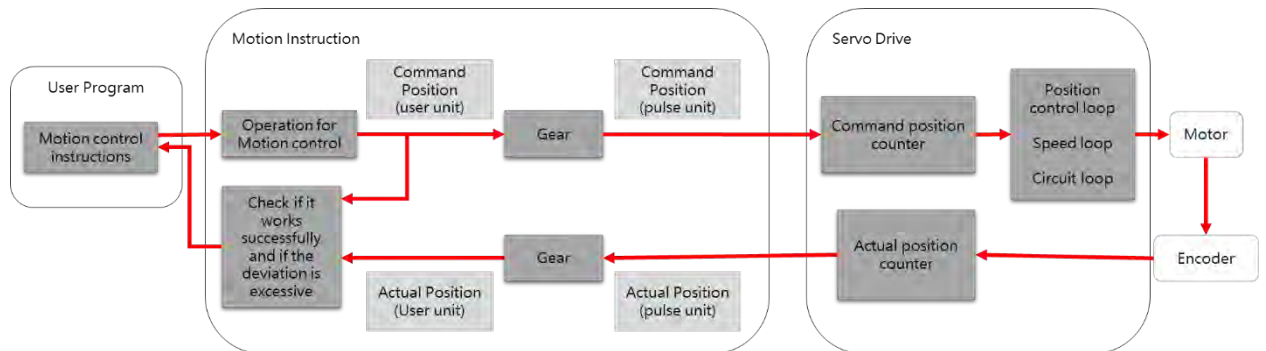 Motion Instruction
Servo Drive
User Program
Motion control
instructions
Operation for
Motion control
Command
Position
(user unit)
Gear
Command
Position
(pulse unit)
Command position
counter
Position
control loop
Speed loop
Circuit loop
Motor
Check if it
works
successfully
and if the
deviation is
excessive
Actual Position
(User unit)
Gear
Actual Position
(pulse unit)
Actual position
counter
Encoder